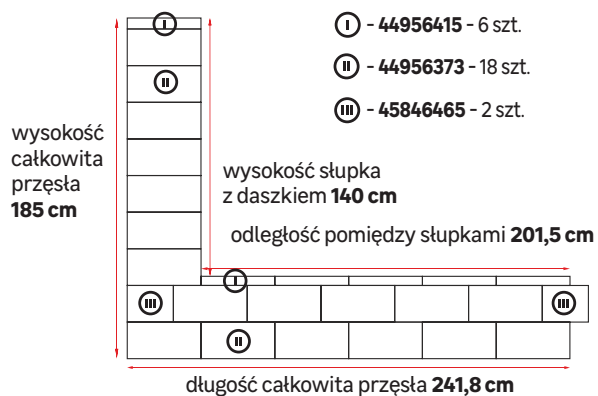 I
I - 44956415 - 6 szt.
II
II - 44956373 - 18 szt.
III - 45846465 - 2 szt.
wysokość
całkowita
przęsła
185 cm
wysokość słupka
z daszkiem 140 cm
odległość pomiędzy słupkami 201,5 cm
I
III
III
II
długość całkowita przęsła 241,8 cm